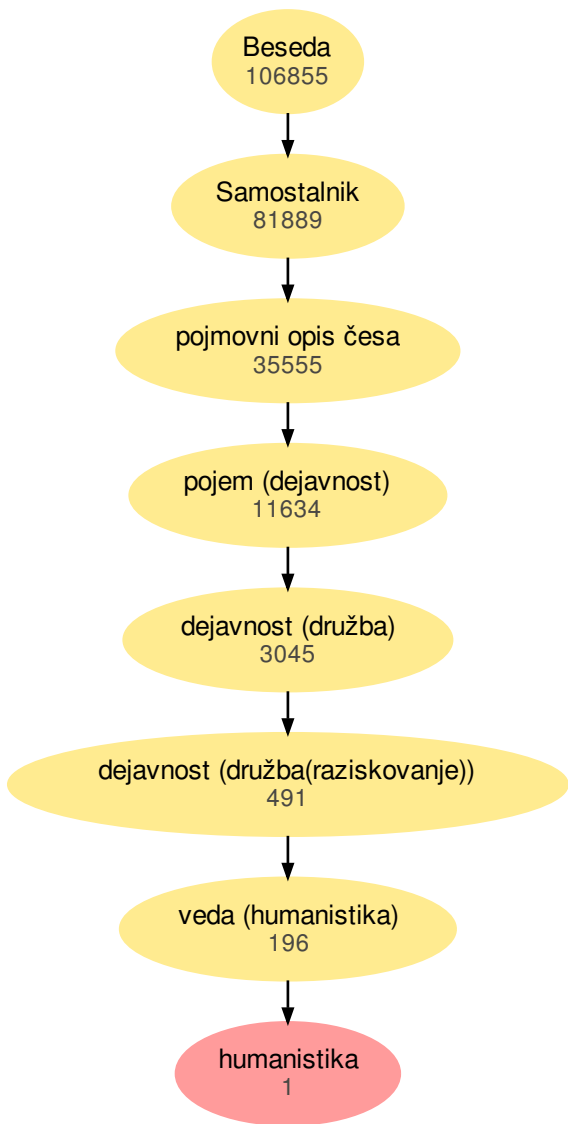 Beseda
106855
Samostalnik
81889
pojmovni opis česa
35555
pojem (dejavnost)
11634
dejavnost (družba)
3045
dejavnost (družba(raziskovanje))
491
veda (humanistika)
196
humanistika
1